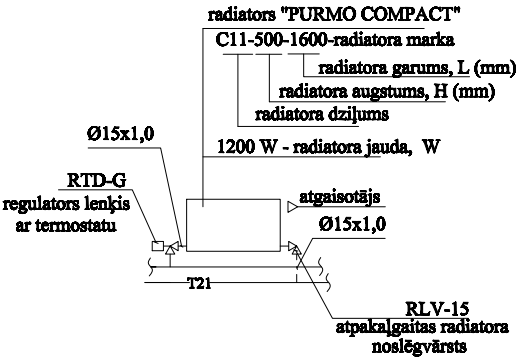 radiators "PURMO COMPACT"
C11-500-1600-radiatora marka
radiatora garums, L (mm)
radiatora augstums, H (mm)
radiatora dziļums
Ø15x1,0
1200 W - radiatora jauda, W
RTD-G
regulators leņķis
ar termostatu
atgaisotājs
Ø15x1,0
T21
RLV-15
atpakaļgaitas radiatora
noslēgvārsts